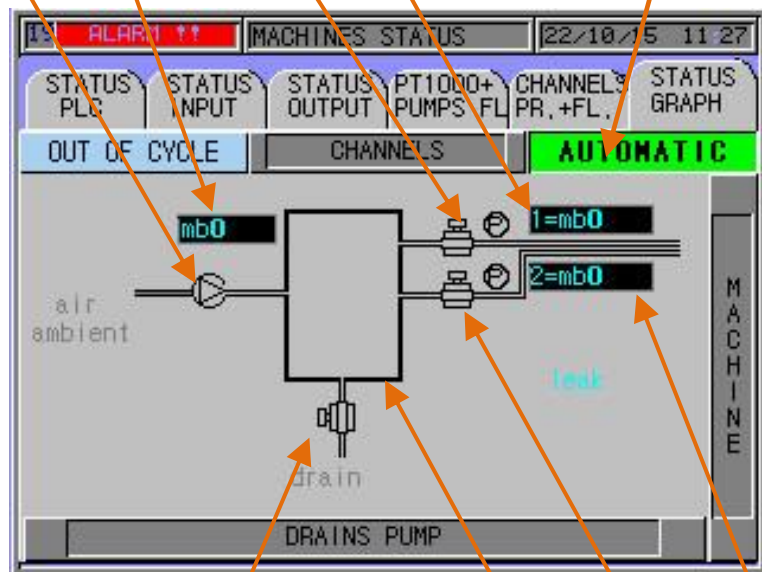 19 ALARM !! MACHINES STATUS 22/10/15 11:27
STATUS PLC STATUS INPUT STATUS OUTPUT PT1000+ PUMPS FL CHANNELS PR.+FL. STATUS GRAPH
OUT OF CYCLE CHANNELS AUTOMATIC
mb0 1=mb0
P
2=mb0
P
air
ambient
leak
drain
MACHINE
DRAINS PUMP